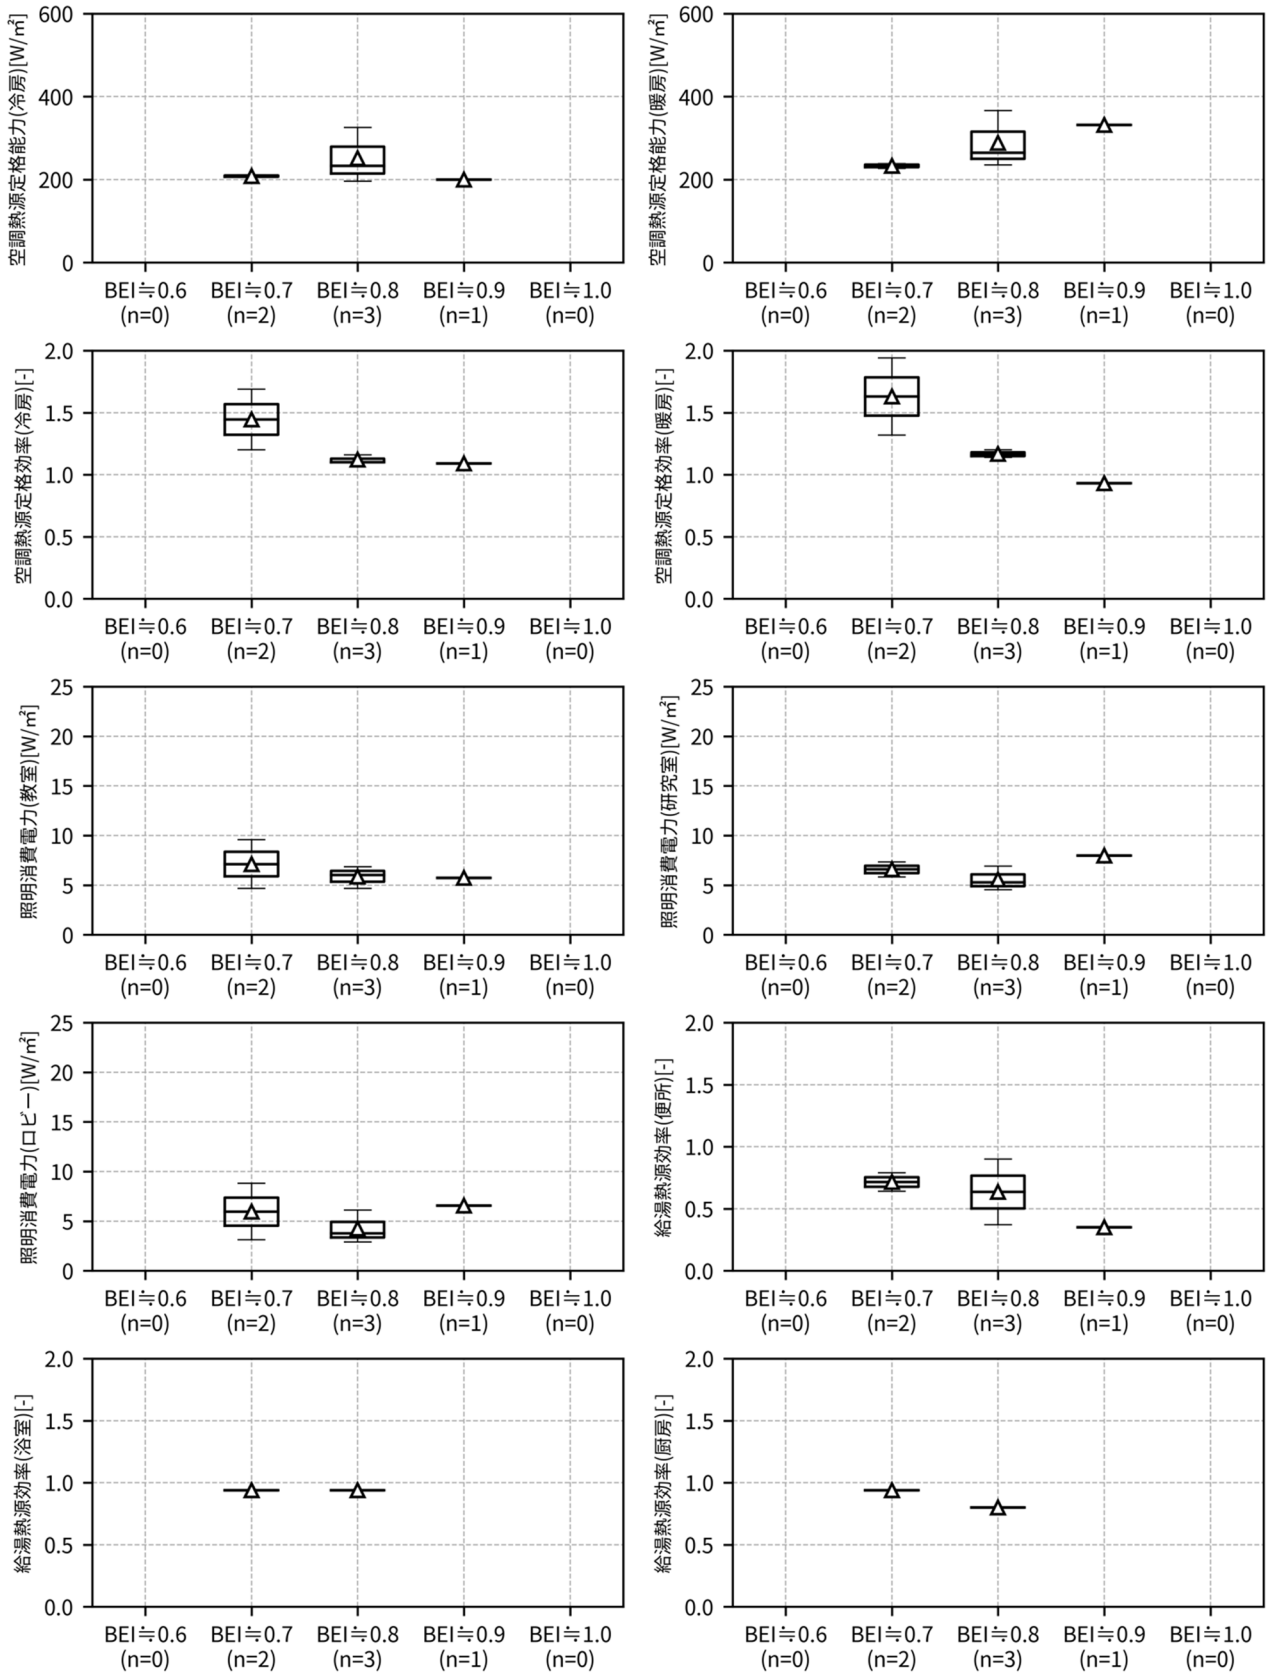 空調熱源定格能力(冷房)[W/㎡]
600
400
200
0
BEI≒0.6 BEI≒0.7 BEI≒0.8 BEI≒0.9 BEI≒1.0
(n=0) (n=2) (n=3) (n=1) (n=0)
空調熱源定格能力(暖房)[W/㎡]
600
400
200
0
BEI≒0.6 BEI≒0.7 BEI≒0.8 BEI≒0.9 BEI≒1.0
(n=0) (n=2) (n=3) (n=1) (n=0)
空調熱源定格効率(冷房)[-]
2.0
1.5
1.0
0.5
0.0
BEI≒0.6 BEI≒0.7 BEI≒0.8 BEI≒0.9 BEI≒1.0
(n=0) (n=2) (n=3) (n=1) (n=0)
空調熱源定格効率(暖房)[-]
2.0
1.5
1.0
0.5
0.0
BEI≒0.6 BEI≒0.7 BEI≒0.8 BEI≒0.9 BEI≒1.0
(n=0) (n=2) (n=3) (n=1) (n=0)
照明消費電力(教室)[W/㎡]
25
20
15
10
5
0
BEI≒0.6 BEI≒0.7 BEI≒0.8 BEI≒0.9 BEI≒1.0
(n=0) (n=2) (n=3) (n=1) (n=0)
照明消費電力(研究室)[W/㎡]
25
20
15
10
5
0
BEI≒0.6 BEI≒0.7 BEI≒0.8 BEI≒0.9 BEI≒1.0
(n=0) (n=2) (n=3) (n=1) (n=0)
照明消費電力(ロビー)[W/㎡]
25
20
15
10
5
0
BEI≒0.6 BEI≒0.7 BEI≒0.8 BEI≒0.9 BEI≒1.0
(n=0) (n=2) (n=3) (n=1) (n=0)
給湯熱源効率(便所)[-]
2.0
1.5
1.0
0.5
0.0
BEI≒0.6 BEI≒0.7 BEI≒0.8 BEI≒0.9 BEI≒1.0
(n=0) (n=2) (n=3) (n=1) (n=0)
給湯熱源効率(浴室)[-]
2.0
1.5
1.0
0.5
0.0
BEI≒0.6 BEI≒0.7 BEI≒0.8 BEI≒0.9 BEI≒1.0
(n=0) (n=2) (n=3) (n=1) (n=0)
給湯熱源効率(厨房)[-]
2.0
1.5
1.0
0.5
0.0
BEI≒0.6 BEI≒0.7 BEI≒0.8 BEI≒0.9 BEI≒1.0
(n=0) (n=2) (n=3) (n=1) (n=0)